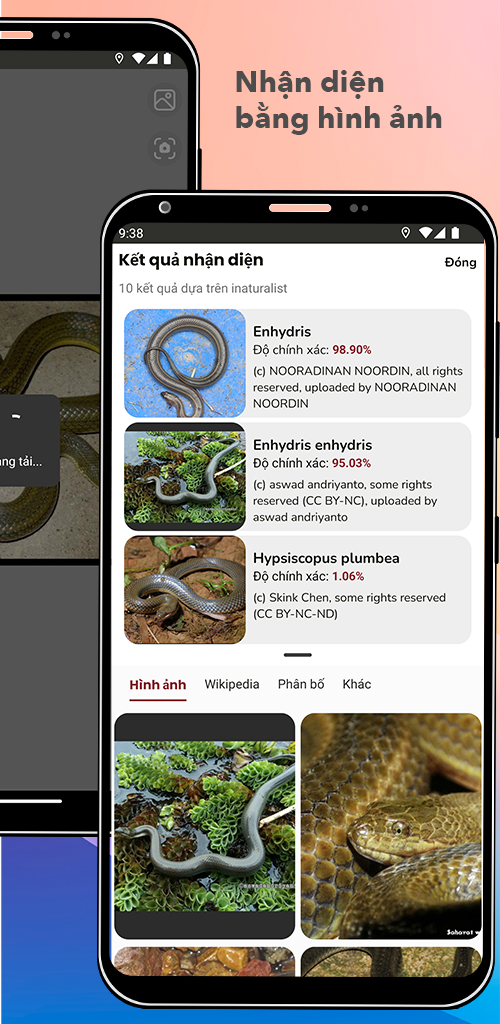 Nhận diện
bằng hình ảnh
9:38
Kết quả nhận diện
Đóng
10 kết quả dựa trên inaturalist
Enhydris
Độ chính xác: 98.90%
(c) NOORADINAN NOORDIN, all rights
reserved, uploaded by NOORADINAN
NOORDIN
tải...
Enhydris enhydris
Độ chính xác: 95.03%
(c) aswad andriyanto, some rights
reserved (CC BY-NC), uploaded by
aswad andriyanto
Hypsiscopus plumbea
Độ chính xác: 1.06%
(c) Skink Chen, some rights reserved
(CC BY-NC-ND)
Hình ảnh
Wikipedia
Phân bố
Khác